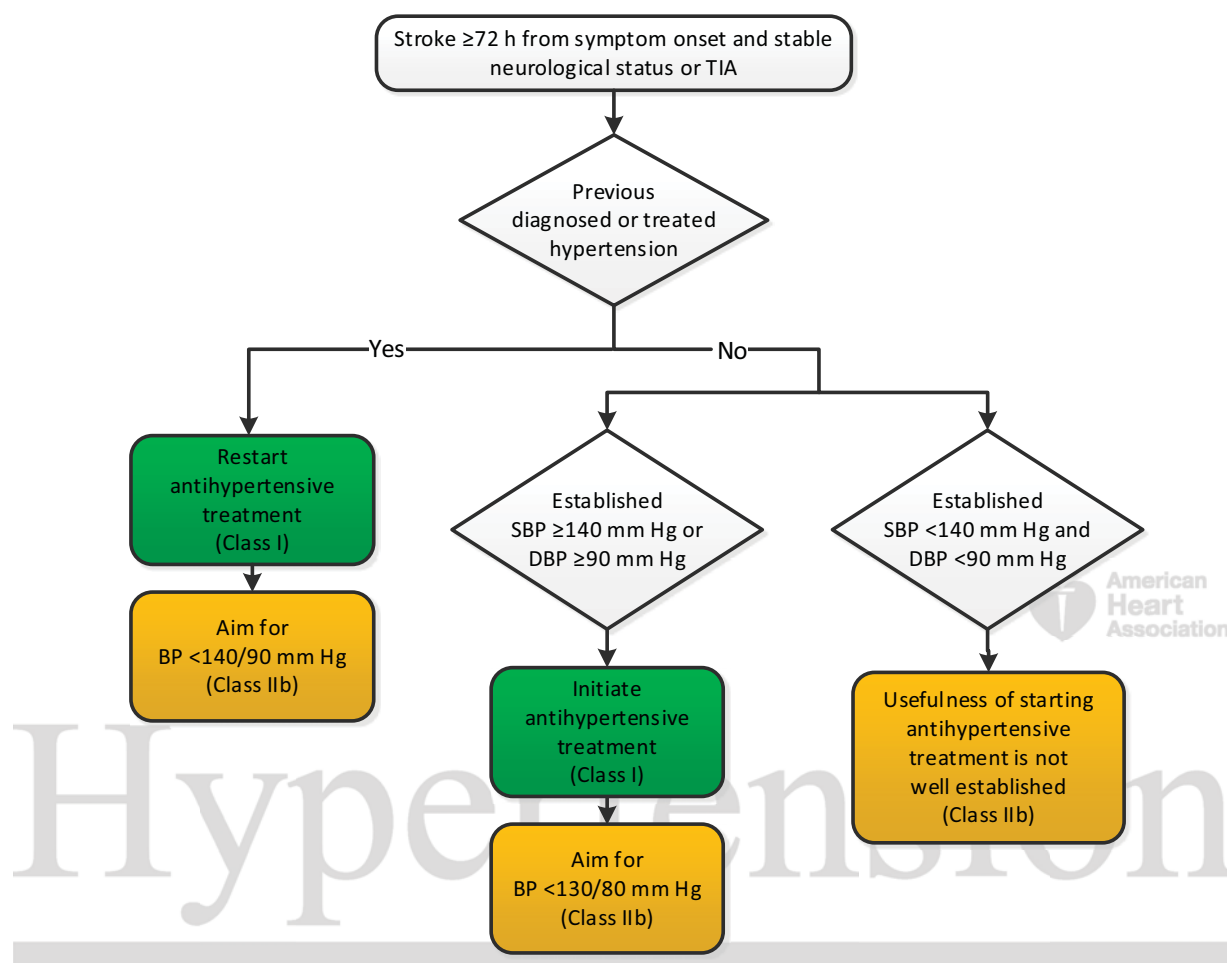 Stroke ≥72 h from symptom onset and stable
neurological status or TIA
Previous
diagnosed or treated
hypertension
Yes
No
Restart
antihypertensive
treatment
(Class I)
Aim for
BP <140/90 mm Hg
(Class IIb)
Established
SBP ≥140 mm Hg or
DBP ≥90 mm Hg
Initiate
antihypertensive
treatment
(Class I)
Aim for
BP <130/80 mm Hg
(Class IIb)
Established
SBP <140 mm Hg and
DBP <90 mm Hg
Usefulness of starting
antihypertensive
treatment is not
well established
(Class IIb)
American
Heart
Association
Hypertension